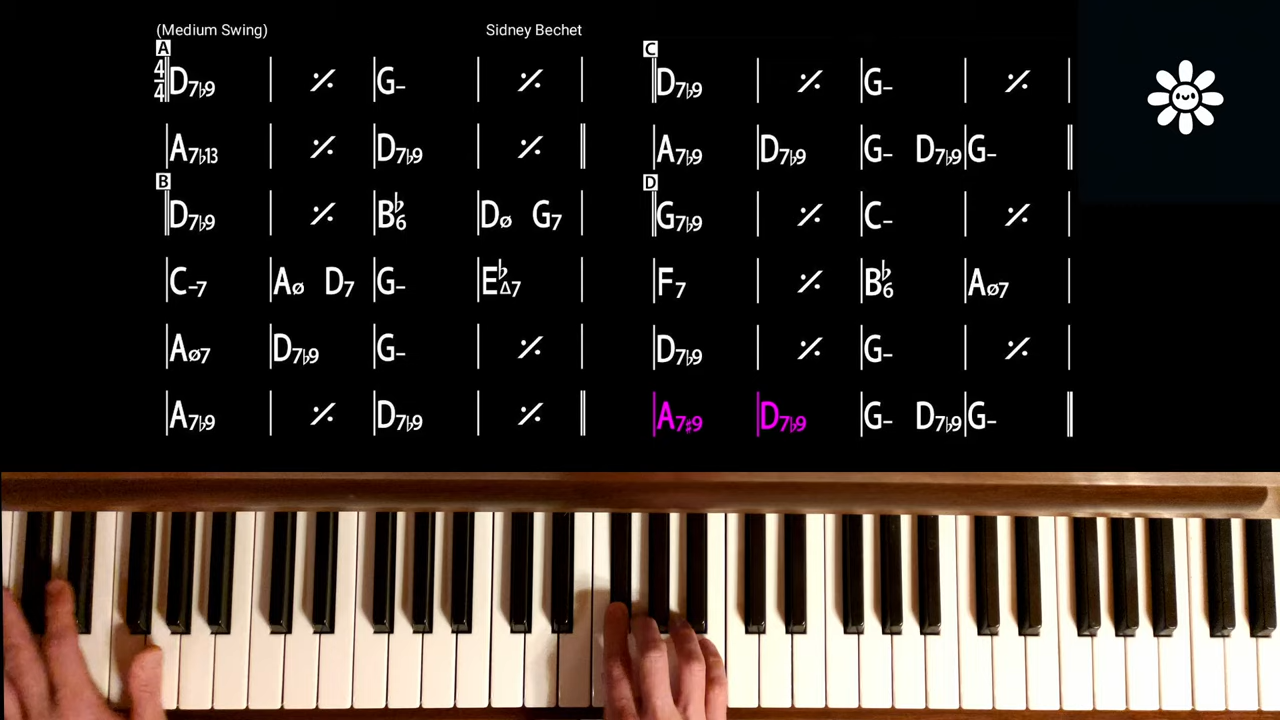 (Medium Swing) Sidney Bechet
A
4/4 D7♭9 | 𝄎 | G– | 𝄎 |
A7♭13 | 𝄎 | D7♭9 | 𝄎
B
D7♭9 | 𝄎 | B♭6 | Dø G7 |
C–7 | Aø D7 | G– | E♭Δ7
Aø7 | D7♭9 | G– | 𝄎
A7♭9 | 𝄎 | D7♭9 | 𝄎
C
D7♭9 | 𝄎 | G– | 𝄎 |
A7♭9 | D7♭9 | G– D7♭9 | G–
D
G7♭9 | 𝄎 | C– | 𝄎 |
F7 | 𝄎 | B♭6 | Aø7 |
D7♭9 | 𝄎 | G– | 𝄎 |
A7♯9 | D7♭9 | G– D7♭9 | G–